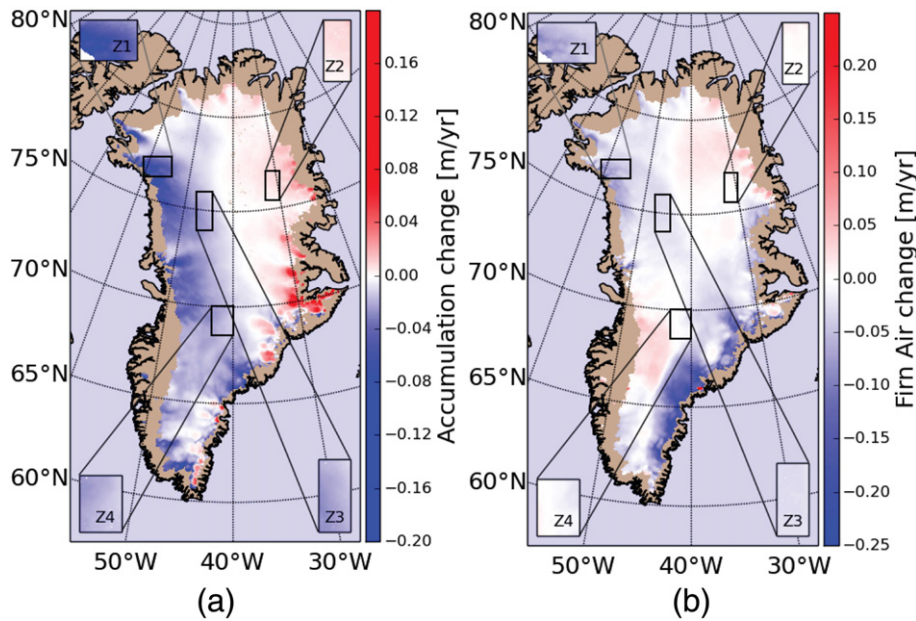 80°N
75°N
70°N
65°N
60°N
50°W
40°W
30°W
Z1
Z2
Z3
Z4
0.16
0.12
0.08
0.04
0.00
−0.04
−0.08
−0.12
−0.16
−0.20
Accumulation change [m/yr]
(a)
80°N
75°N
70°N
65°N
60°N
50°W
40°W
30°W
Z1
Z2
Z3
Z4
0.20
0.15
0.10
0.05
0.00
−0.05
−0.10
−0.15
−0.20
−0.25
Firn Air change [m/yr]
(b)